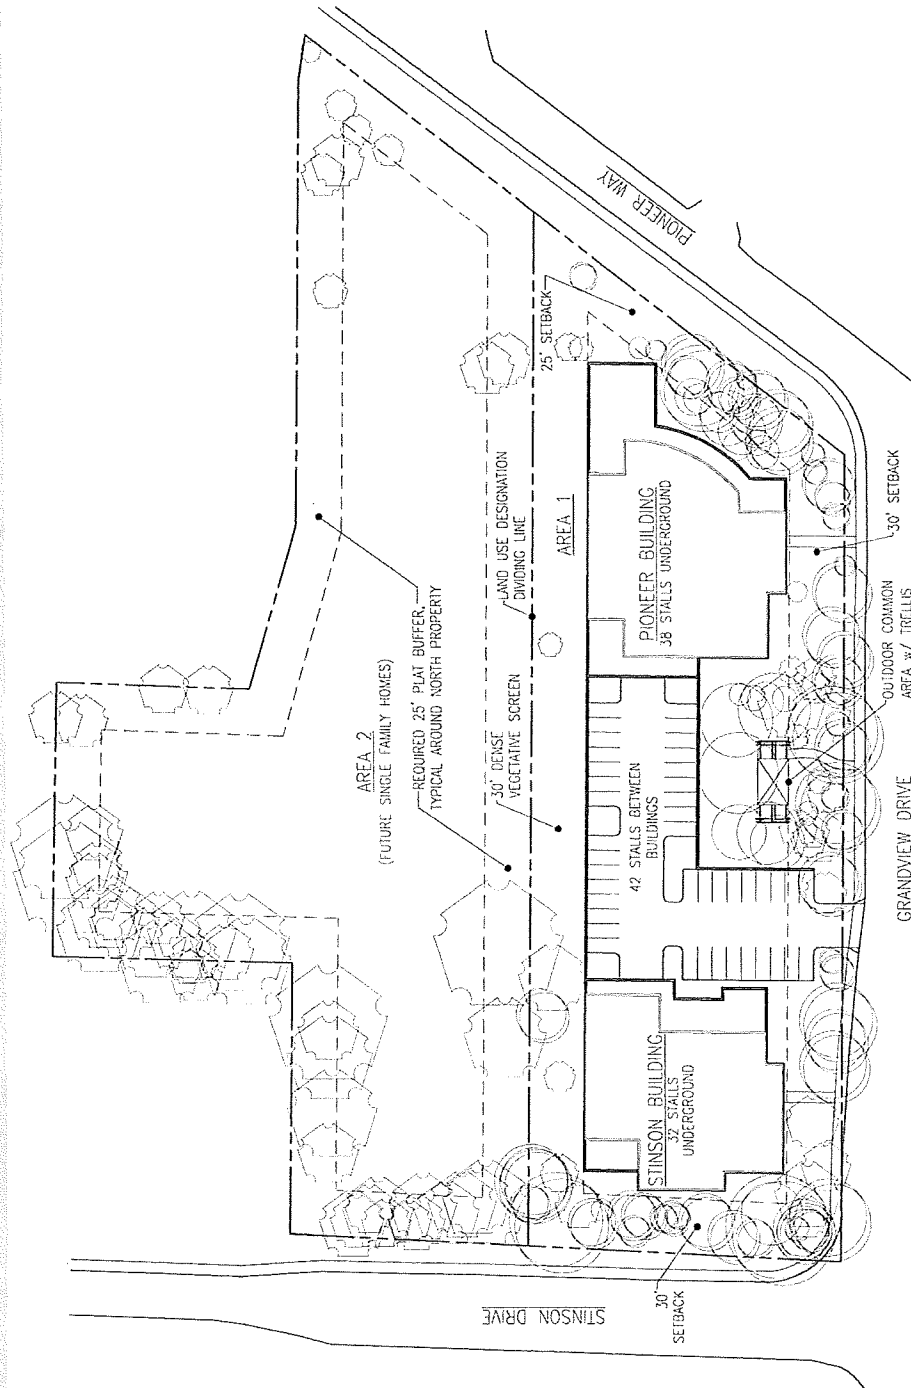 STINSON DRIVE
30'
SETBACK
AREA 2
(FUTURE SINGLE FAMILY HOMES)
REQUIRED 25' PLAT BUFFER,
TYPICAL AROUND NORTH PROPERTY
30' DENSE
VEGETATIVE SCREEN
LAND USE DESIGNATION
DIVIDING LINE
AREA 1
25' SETBACK
PIONEER WAY
STINSON BUILDING
32 STALLS
UNDERGROUND
42 STALLS BETWEEN
BUILDINGS
PIONEER BUILDING
38 STALLS UNDERGROUND
30' SETBACK
OUTDOOR COMMON
AREA W/ TRELLIS
GRANDVIEW DRIVE